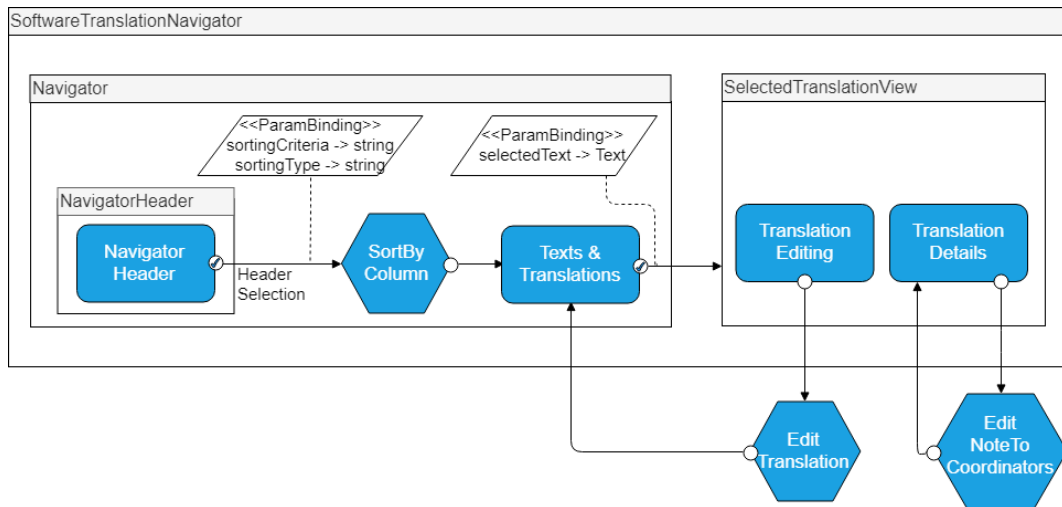 SoftwareTranslationNavigator
Navigator
<<ParamBinding>>
sortingCriteria -> string
sortingType -> string
<<ParamBinding>>
selectedText -> Text
NavigatorHeader
Navigator
Header
Header
Selection
SortBy
Column
Texts &
Translations
SelectedTranslationView
Translation
Editing
Translation
Details
Edit
Translation
Edit
NoteTo
Coordinators